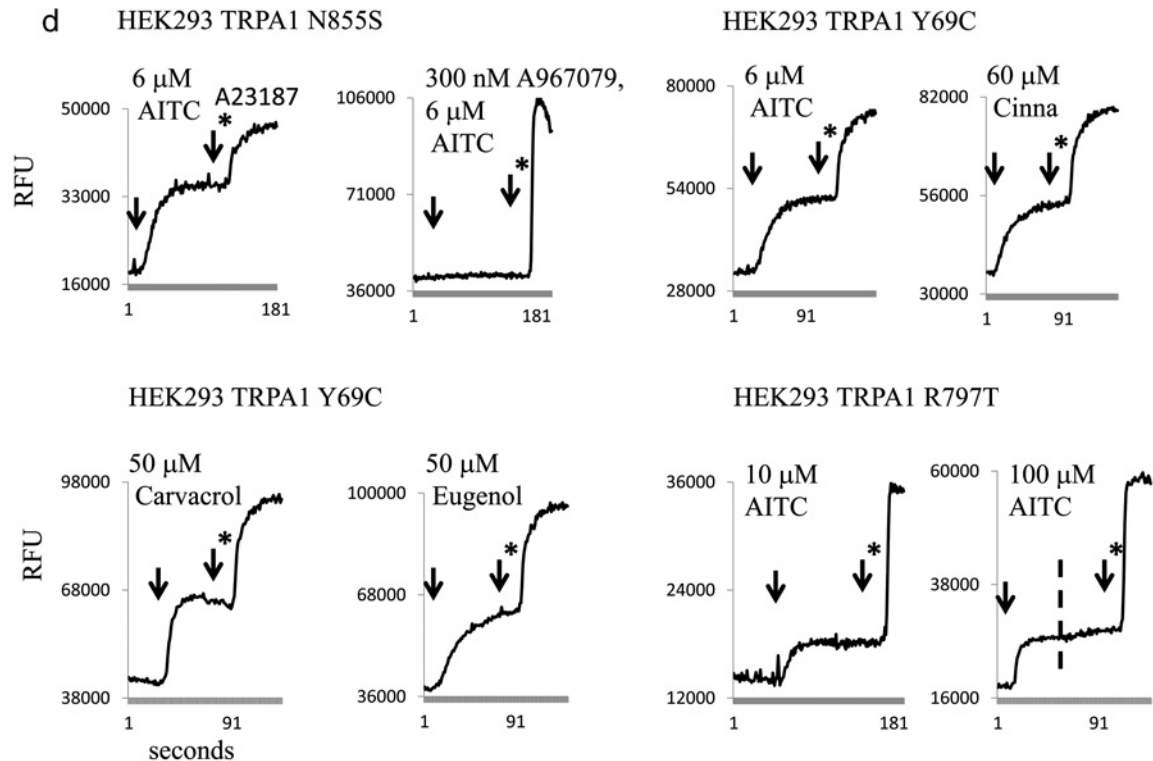 d
HEK293 TRPA1 N855S
HEK293 TRPA1 Y69C
6 μM
AITC
A23187
*
RFU
50000
33000
16000
1
181
300 nM A967079,
6 μM
AITC
*
106000
71000
36000
1
181
6 μM
AITC
*
80000
54000
28000
1
91
60 μM
Cinna
*
82000
56000
30000
1
91
HEK293 TRPA1 Y69C
HEK293 TRPA1 R797T
50 μM
Carvacrol
*
RFU
98000
68000
38000
1
91
seconds
50 μM
Eugenol
*
100000
68000
36000
1
91
10 μM
AITC
*
36000
24000
12000
1
181
100 μM
AITC
*
60000
38000
16000
1
91